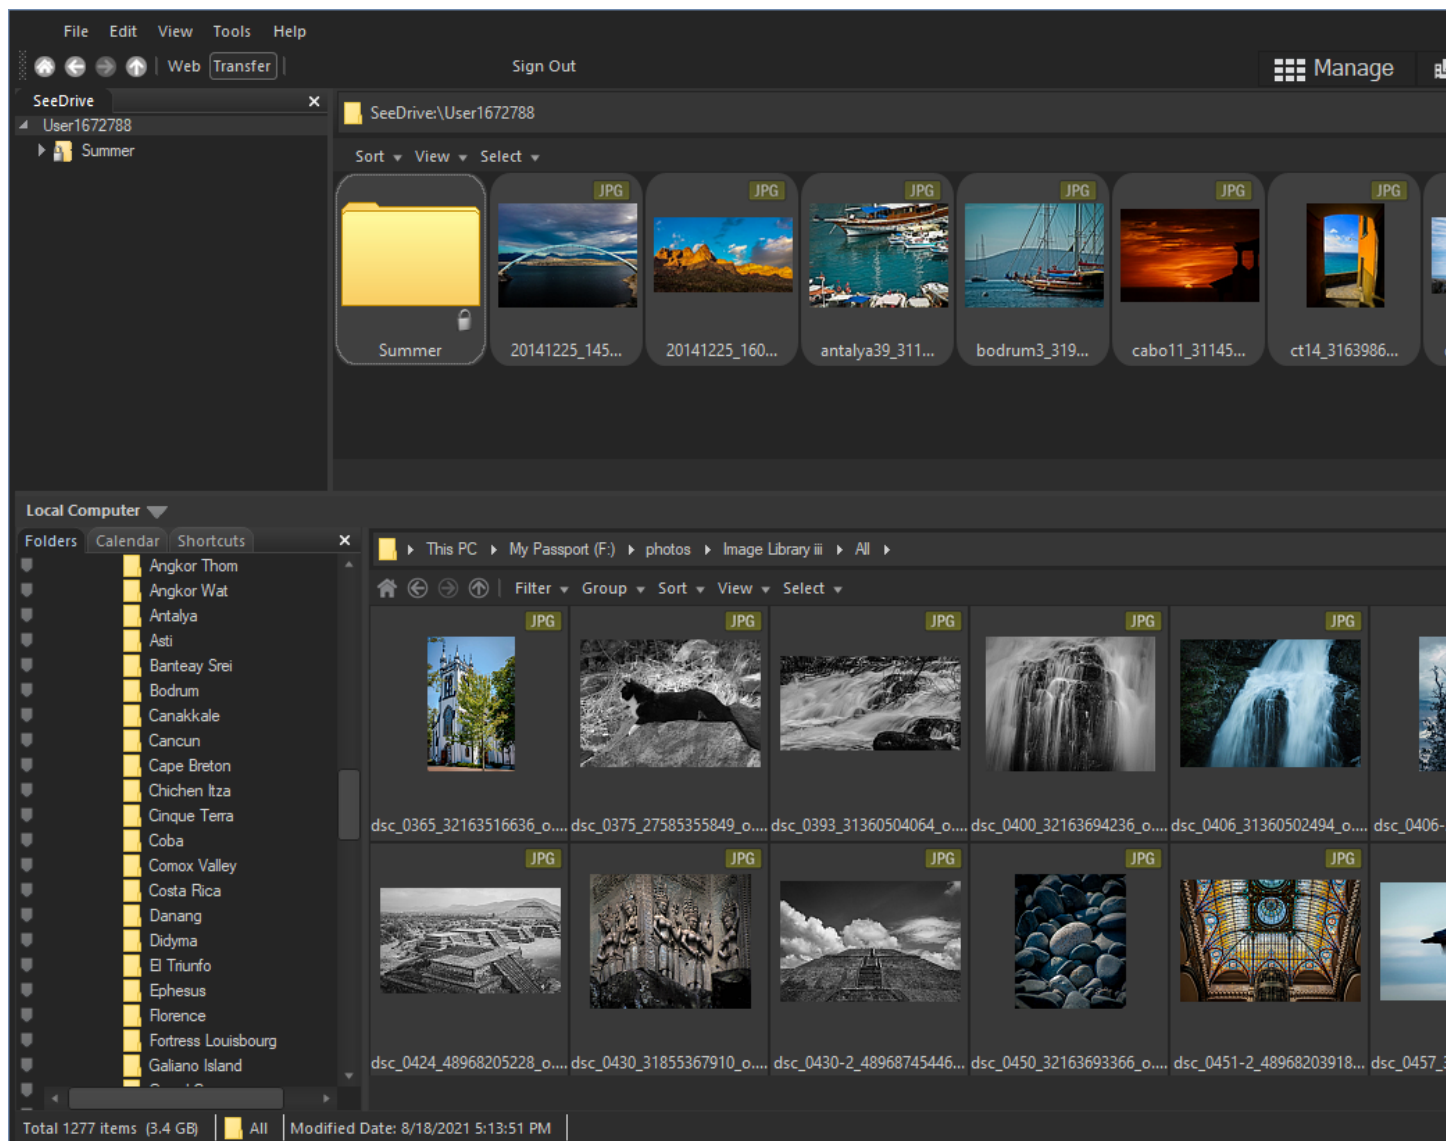 File Edit View Tools Help
Web Transfer Sign Out Manage
SeeDrive
SeeDrive:\User1672788
User1672788
Summer
Sort View Select
JPG JPG JPG JPG JPG JPG
Summer 20141225_145... 20141225_160... antalya39_311... bodrum3_319... cabo11_31145... ct14_3163986...
Local Computer
Folders Calendar Shortcuts
This PC My Passport (F:) photos Image Library iii All
Filter Group Sort View Select
Angkor Thom
Angkor Wat
Antalya
Asti
Banteay Srei
Bodrum
Canakkale
Cancun
Cape Breton
Chichen Itza
Cinque Terra
Coba
Comox Valley
Costa Rica
Danang
Didyma
El Triunfo
Ephesus
Florence
Fortress Louisbourg
Galiano Island
JPG JPG JPG JPG JPG
dsc_0365_32163516636_o.... dsc_0375_27585355849_o.... dsc_0393_31360504064_o.... dsc_0400_32163694236_o.... dsc_0406_31360502494_o.... dsc_0406-
JPG JPG JPG JPG JPG
dsc_0424_48968205228_o.... dsc_0430_31855367910_o.... dsc_0430-2_48968745446... dsc_0450_32163693366_o.... dsc_0451-2_48968203918... dsc_0457_
Total 1277 items (3.4 GB) All Modified Date: 8/18/2021 5:13:51 PM